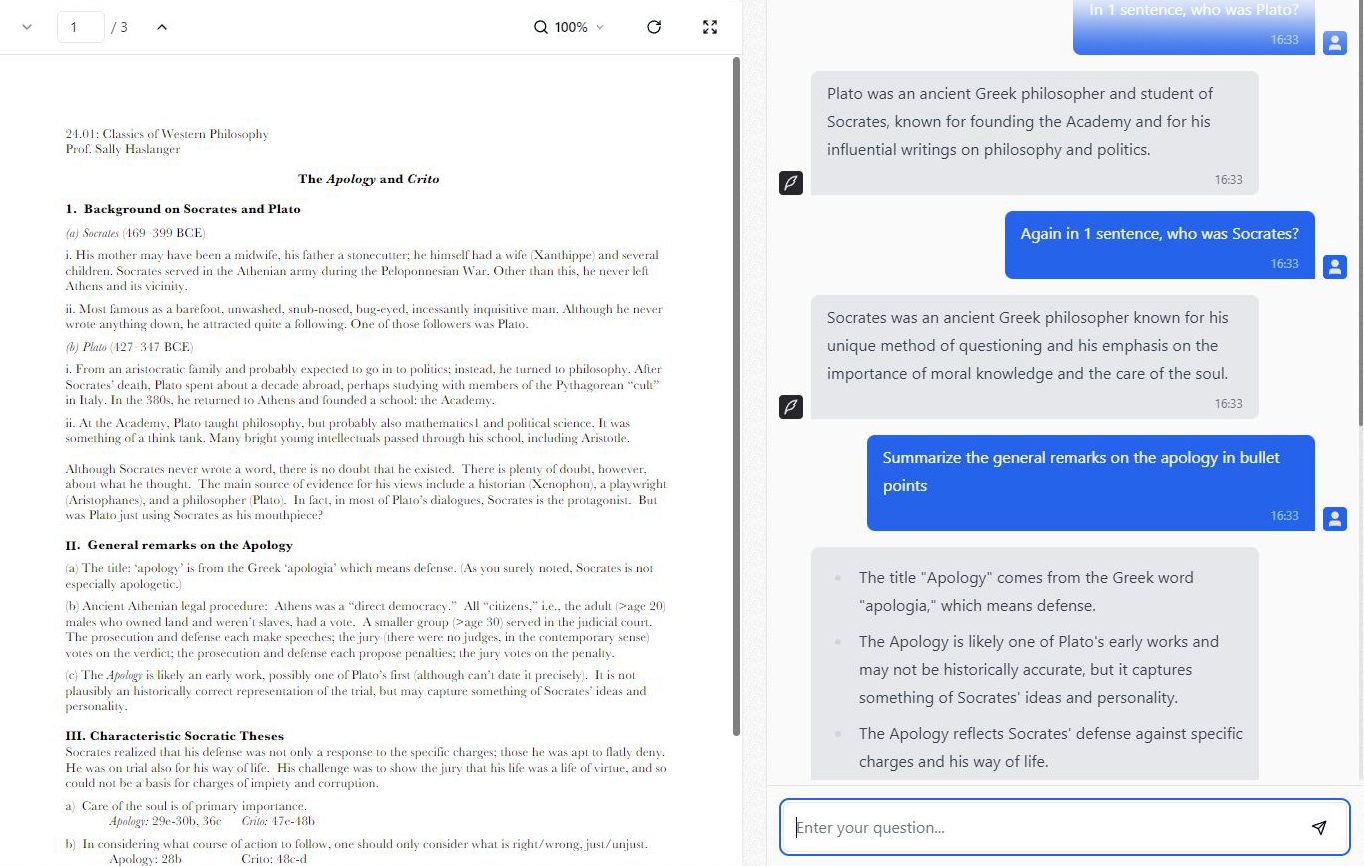 1 / 3
100%
24.01: Classics of Western Philosophy
Prof. Sally Haslanger
The Apology and Crito
1. Background on Socrates and Plato
(a) Socrates (469–399 BCE)
i. His mother may have been a midwife, his father a stonecutter; he himself had a wife (Xanthippe) and several
children. Socrates served in the Athenian army during the Peloponnesian War. Other than this, he never left
Athens and its vicinity.
ii. Most famous as a barefoot, unwashed, snub-nosed, bug-eyed, incessantly inquisitive man. Although he never
wrote anything down, he attracted quite a following. One of those followers was Plato.
(b) Plato (427–347 BCE)
i. From an aristocratic family and probably expected to go in to politics; instead, he turned to philosophy. After
Socrates’ death, Plato spent about a decade abroad, perhaps studying with members of the Pythagorean “cult”
in Italy. In the 380s, he returned to Athens and founded a school: the Academy.
ii. At the Academy, Plato taught philosophy, but probably also mathematics1 and political science. It was
something of a think tank. Many bright young intellectuals passed through his school, including Aristotle.
Although Socrates never wrote a word, there is no doubt that he existed. There is plenty of doubt, however,
about what he thought. The main source of evidence for his views include a historian (Xenophon), a playwright
(Aristophanes), and a philosopher (Plato). In fact, in most of Plato’s dialogues, Socrates is the protagonist. But
was Plato just using Socrates as his mouthpiece?
II. General remarks on the Apology
(a) The title: ‘apology’ is from the Greek ‘apologia’ which means defense. (As you surely noted, Socrates is not
especially apologetic.)
(b) Ancient Athenian legal procedure: Athens was a “direct democracy.” All “citizens,” i.e., the adult (>age 20)
males who owned land and weren’t slaves, had a vote. A smaller group (>age 30) served in the judicial court.
The prosecution and defense each make speeches; the jury (there were no judges, in the contemporary sense)
votes on the verdict; the prosecution and defense each propose penalties; the jury votes on the penalty.
(c) The Apology is likely an early work, possibly one of Plato’s first (although can’t date it precisely). It is not
plausibly an historically correct representation of the trial, but may capture something of Socrates’ ideas and
personality.
III. Characteristic Socratic Theses
Socrates realized that his defense was not only a response to the specific charges; those he was apt to flatly deny.
He was on trial also for his way of life. His challenge was to show the jury that his life was a life of virtue, and so
could not be a basis for charges of impiety and corruption.
a) Care of the soul is of primary importance.
Apology: 29e-30b, 36c Crito: 47e-48b
b) In considering what course of action to follow, one should only consider what is right/wrong, just/unjust.
Apology: 28b Crito: 48c-d
In 1 sentence, who was Plato?
16:33
Plato was an ancient Greek philosopher and student of
Socrates, known for founding the Academy and for his
influential writings on philosophy and politics.
16:33
Again in 1 sentence, who was Socrates?
16:33
Socrates was an ancient Greek philosopher known for his
unique method of questioning and his emphasis on the
importance of moral knowledge and the care of the soul.
16:33
Summarize the general remarks on the apology in bullet
points
16:33
The title "Apology" comes from the Greek word
"apologia," which means defense.
The Apology is likely one of Plato's early works and
may not be historically accurate, but it captures
something of Socrates' ideas and personality.
The Apology reflects Socrates' defense against specific
charges and his way of life.
Enter your question...